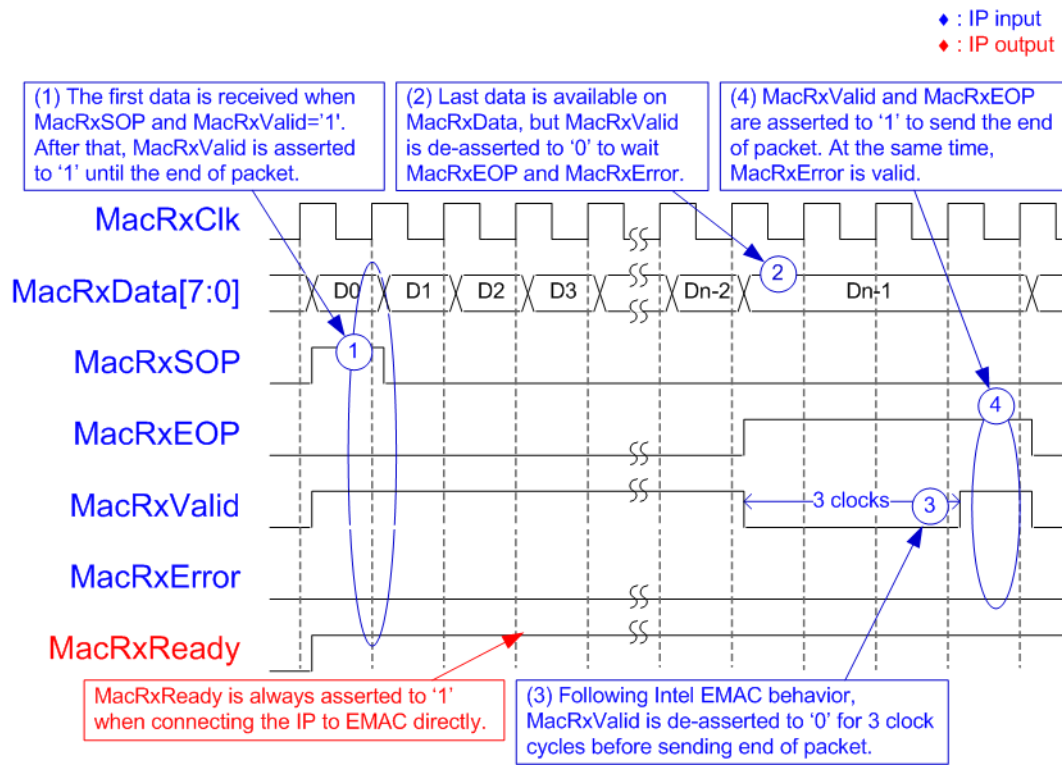 ♦ : IP input
♦ : IP output
(1) The first data is received when
MacRxSOP and MacRxValid='1'.
After that, MacRxValid is asserted
to ‘1’ until the end of packet.
(2) Last data is available on
MacRxData, but MacRxValid
is de-asserted to ‘0’ to wait
MacRxEOP and MacRxError.
(4) MacRxValid and MacRxEOP
are asserted to ‘1’ to send the end
of packet. At the same time,
MacRxError is valid.
MacRxClk
MacRxData[7:0]
D0 D1 D2 D3 Dn-2 2 Dn-1
MacRxSOP
1
MacRxEOP
4
MacRxValid
3 clocks 3
MacRxError
MacRxReady
MacRxReady is always asserted to ‘1’
when connecting the IP to EMAC directly.
(3) Following Intel EMAC behavior,
MacRxValid is de-asserted to ‘0’ for 3 clock
cycles before sending end of packet.